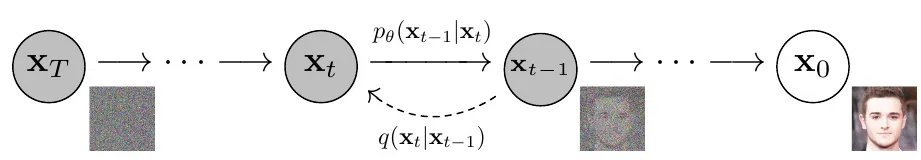 p_θ(x_{t−1}|x_t)
x_T → ··· → x_t → x_{t−1} → ··· → x_0
q(x_t|x_{t−1})